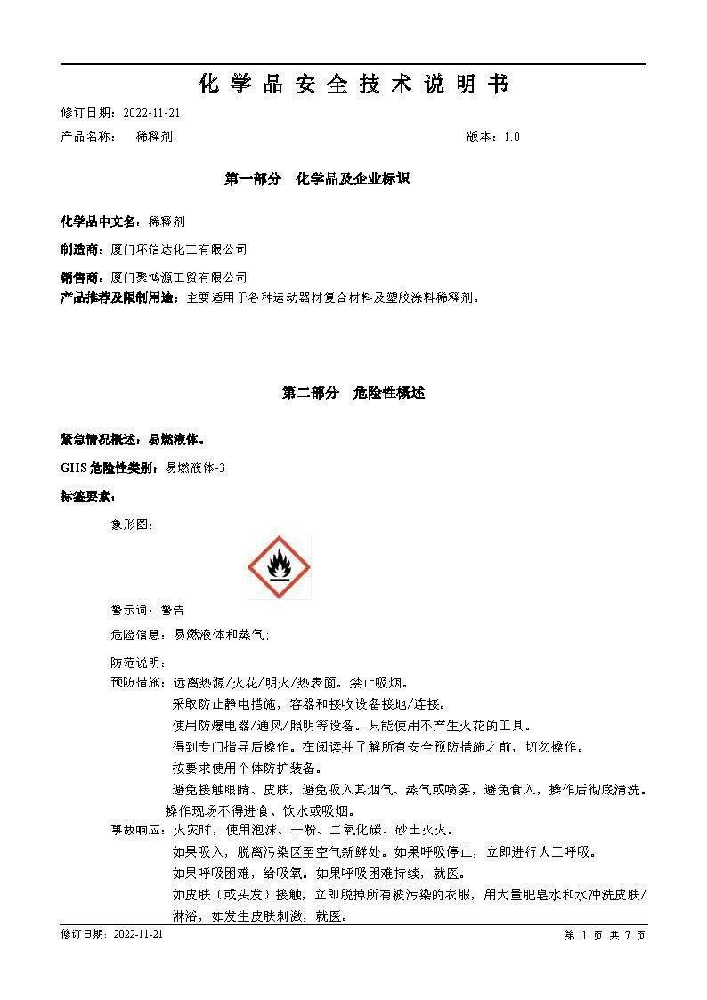 化学品安全技术说明书
修订日期：2022-11-21
产品名称： 稀释剂 版本：1.0
第一部分 化学品及企业标识
化学品中文名：稀释剂
制造商：厦门环信达化工有限公司
销售商：厦门聚鸿源工贸有限公司
产品推荐及限制用途：主要适用于各种运动器材复合材料及塑胶涂料稀释剂。
第二部分 危险性概述
紧急情况概述：易燃液体。
GHS 危险性类别：易燃液体-3
标签要素：
象形图：
警示词：警告
危险信息：易燃液体和蒸气；
防范说明：
预防措施：远离热源/火花/明火/热表面。禁止吸烟。
采取防止静电措施，容器和接收设备接地/连接。
使用防爆电器/通风/照明等设备。只能使用不产生火花的工具。
得到专门指导后操作。在阅读并了解所有安全预防措施之前，切勿操作。
按要求使用个体防护装备。
避免接触眼睛、皮肤，避免吸入其烟气、蒸气或喷雾，避免食入，操作后彻底清洗。
操作现场不得进食、饮水或吸烟。
事故响应：火灾时，使用泡沫、干粉、二氧化碳、砂土灭火。
如果吸入，脱离污染区至空气新鲜处。如果呼吸停止，立即进行人工呼吸。
如果呼吸困难，给吸氧。如果呼吸困难持续，就医。
如皮肤（或头发）接触，立即脱掉所有被污染的衣服，用大量肥皂水和水冲洗皮肤/
淋浴，如发生皮肤刺激，就医。
修订日期：2022-11-21 第 1 页 共 7 页